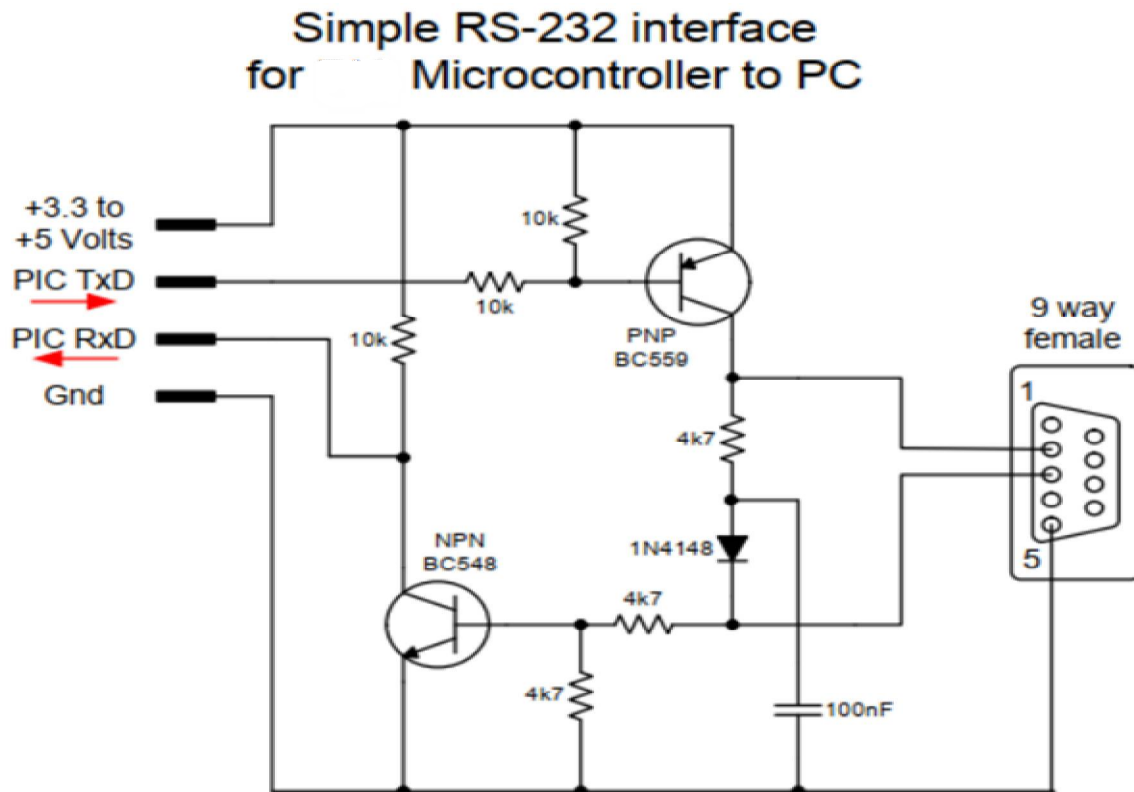 Simple RS-232 interface
for Microcontroller to PC
+3.3 to
+5 Volts
PIC TxD
PIC RxD
Gnd
10k
10k
10k
PNP
BC559
9 way
female
1
5
4k7
1N4148
NPN
BC548
4k7
4k7
100nF